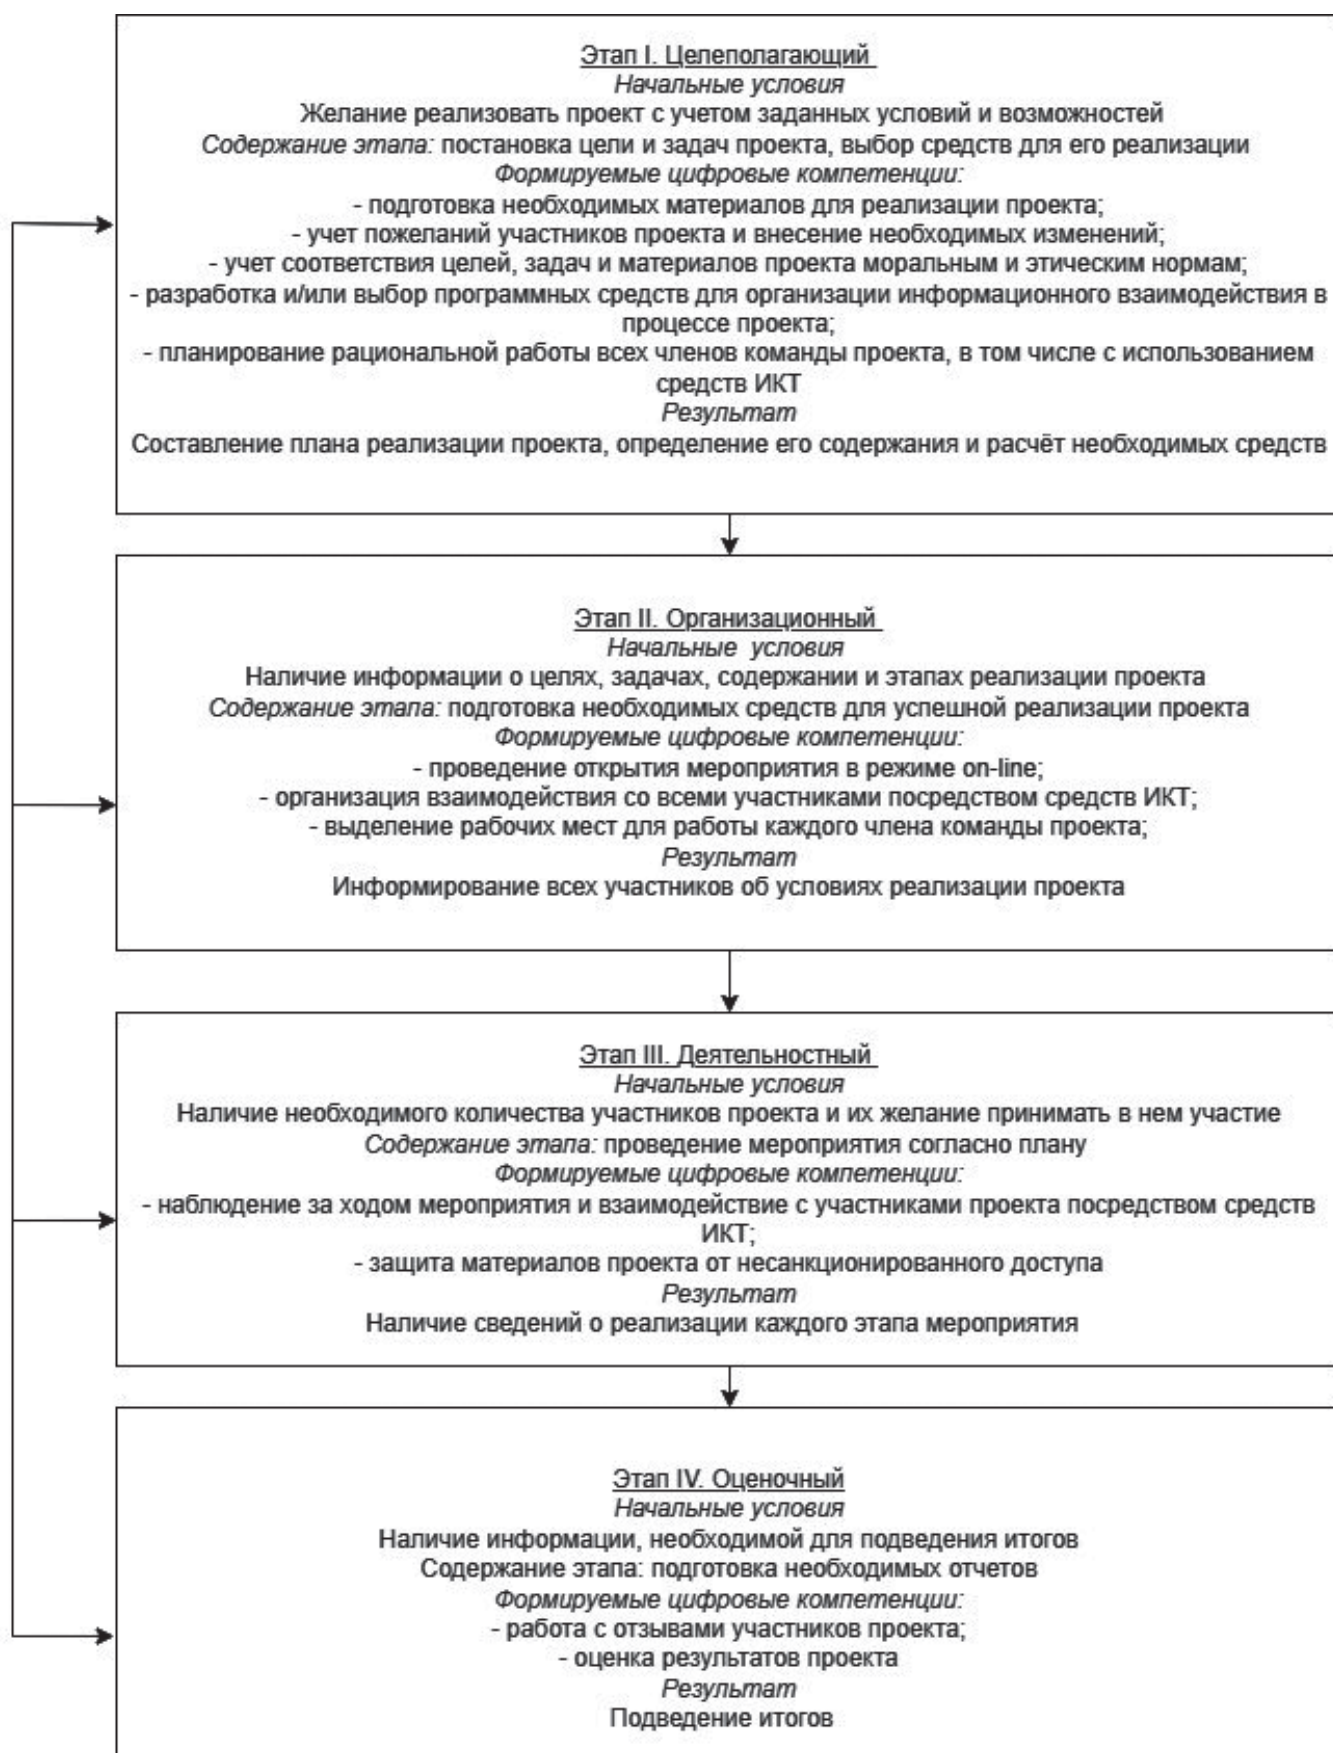 Этап I. Целеполагающий
Начальные условия
Желание реализовать проект с учетом заданных условий и возможностей
Содержание этапа: постановка цели и задач проекта, выбор средств для его реализации
Формируемые цифровые компетенции:
- подготовка необходимых материалов для реализации проекта;
- учет пожеланий участников проекта и внесение необходимых изменений;
- учет соответствия целей, задач и материалов проекта моральным и этическим нормам;
- разработка и/или выбор программных средств для организации информационного взаимодействия в
процессе проекта;
- планирование рациональной работы всех членов команды проекта, в том числе с использованием
средств ИКТ
Результат
Составление плана реализации проекта, определение его содержания и расчёт необходимых средств
Этап II. Организационный
Начальные условия
Наличие информации о целях, задачах, содержании и этапах реализации проекта
Содержание этапа: подготовка необходимых средств для успешной реализации проекта
Формируемые цифровые компетенции:
- проведение открытия мероприятия в режиме on-line;
- организация взаимодействия со всеми участниками посредством средств ИКТ;
- выделение рабочих мест для работы каждого члена команды проекта;
Результат
Информирование всех участников об условиях реализации проекта
Этап III. Деятельностный
Начальные условия
Наличие необходимого количества участников проекта и их желание принимать в нем участие
Содержание этапа: проведение мероприятия согласно плану
Формируемые цифровые компетенции:
- наблюдение за ходом мероприятия и взаимодействие с участниками проекта посредством средств
ИКТ;
- защита материалов проекта от несанкционированного доступа
Результат
Наличие сведений о реализации каждого этапа мероприятия
Этап IV. Оценочный
Начальные условия
Наличие информации, необходимой для подведения итогов
Содержание этапа: подготовка необходимых отчетов
Формируемые цифровые компетенции:
- работа с отзывами участников проекта;
- оценка результатов проекта
Результат
Подведение итогов